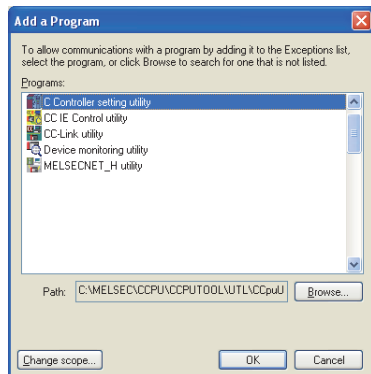 Add a Program
To allow communications with a program by adding it to the Exceptions list,
select the program, or click Browse to search for one that is not listed.
Programs:
C Controller setting utility
CC IE Control utility
CC-Link utility
Device monitoring utility
MELSECNET_H utility
Path: C:\MELSEC\CCPU\CCPUTOOL\UTL\CCpuU Browse...
Change scope... OK Cancel